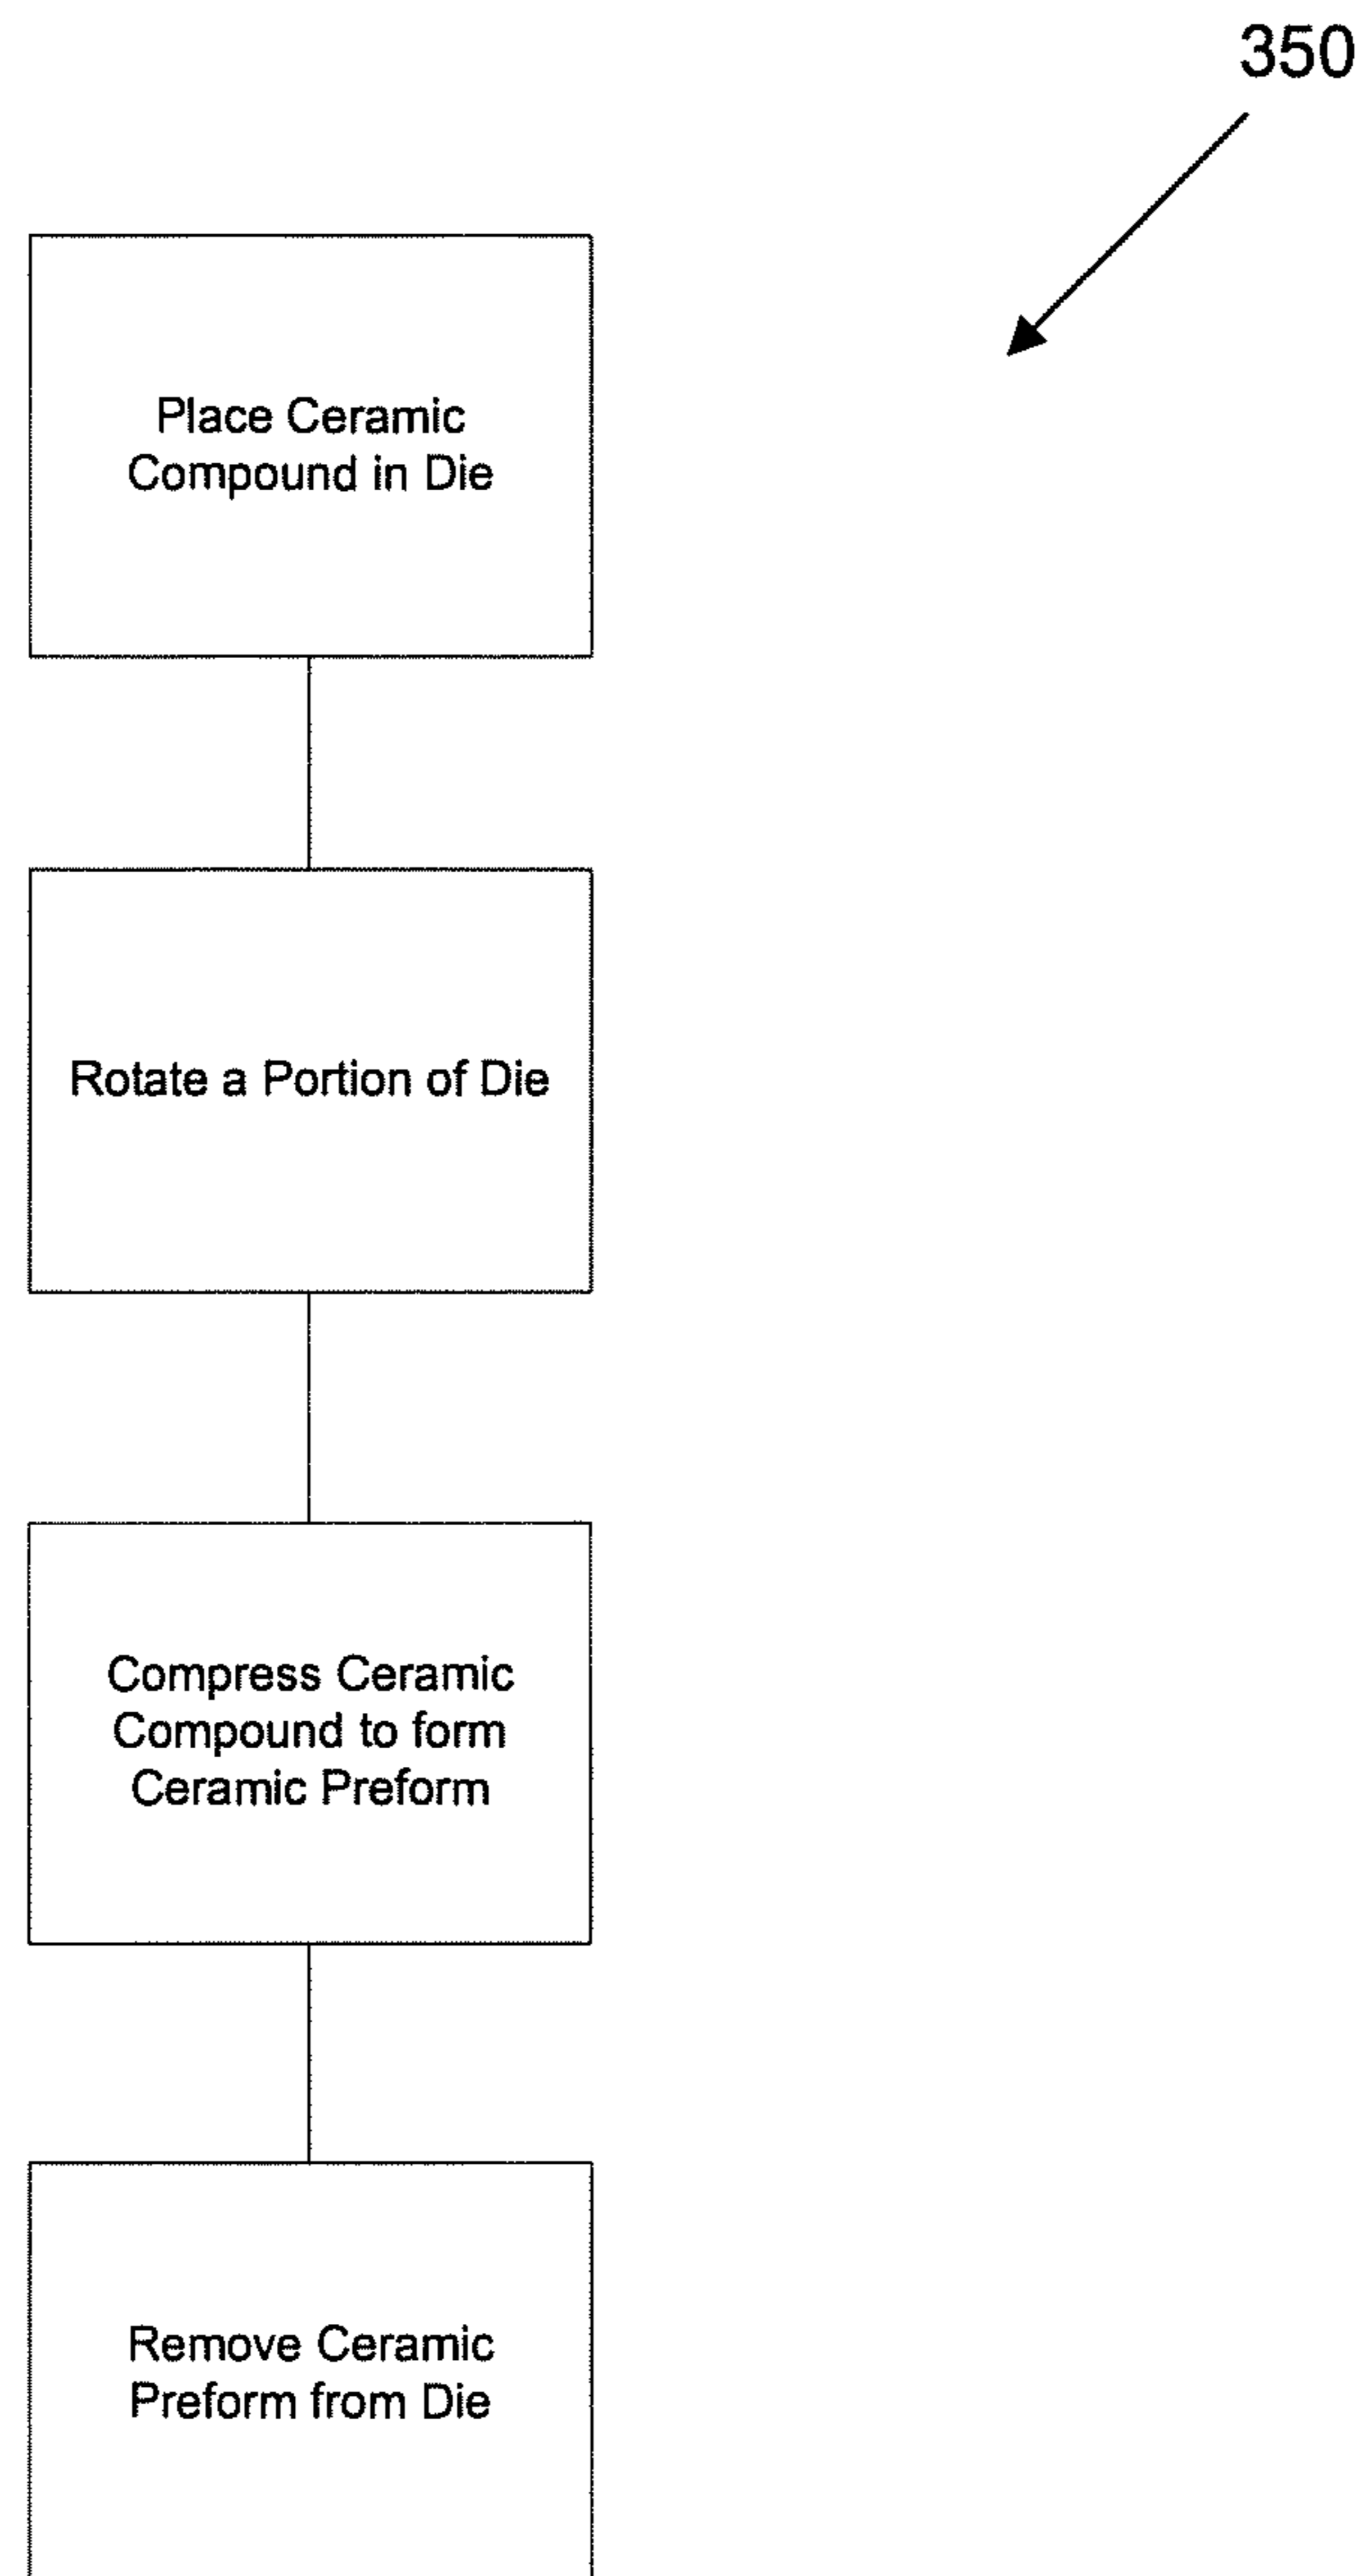 350
Place Ceramic
Compound in Die
Rotate a Portion of Die
Compress Ceramic
Compound to form
Ceramic Preform
Remove Ceramic
Preform from Die